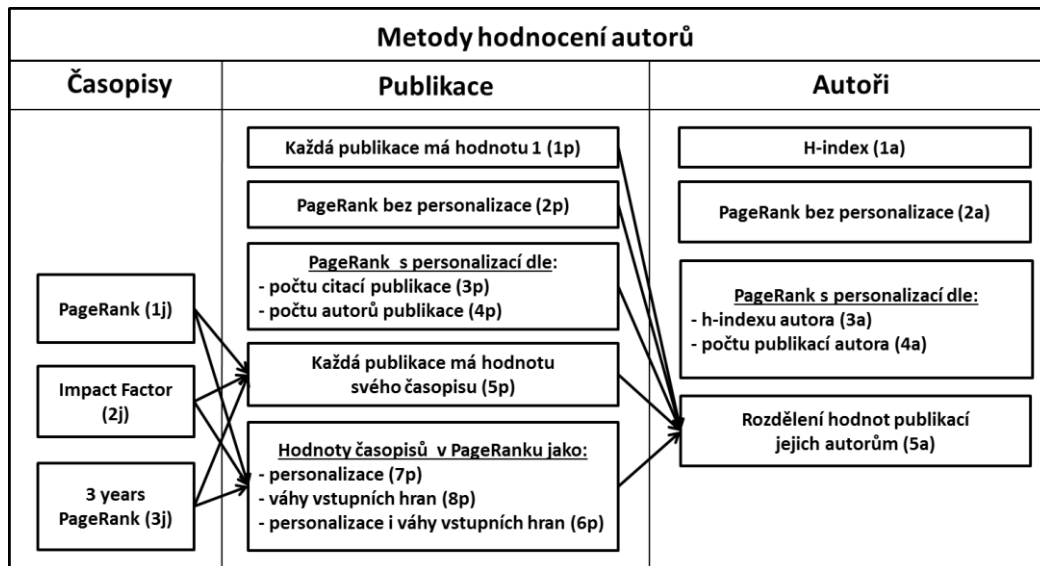 Metody hodnocení autorů
Časopisy
Publikace
Autoři
PageRank (1j)
Impact Factor
(2j)
3 years
PageRank (3j)
Každá publikace má hodnotu 1 (1p)
PageRank bez personalizace (2p)
PageRank s personalizací dle:
- počtu citací publikace (3p)
- počtu autorů publikace (4p)
Každá publikace má hodnotu
svého časopisu (5p)
Hodnoty časopisů v PageRanku jako:
- personalizace (7p)
- váhy vstupních hran (8p)
- personalizace i váhy vstupních hran (6p)
H-index (1a)
PageRank bez personalizace (2a)
PageRank s personalizací dle:
- h-indexu autora (3a)
- počtu publikací autora (4a)
Rozdělení hodnot publikací
jejich autorům (5a)